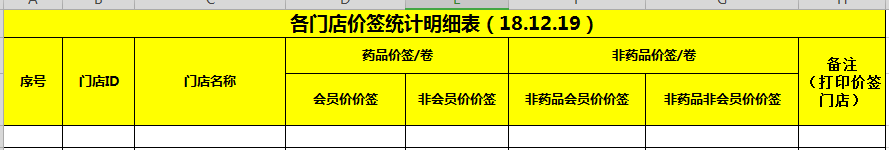 A B C D E F G H
各门店价签统计明细表（18.12.19）
序号 门店ID 门店名称 药品价签/卷 非药品价签/卷 备注
（打印价签
门店）
会员价价签 非会员价价签 非药品会员价价签 非药品非会员价价签